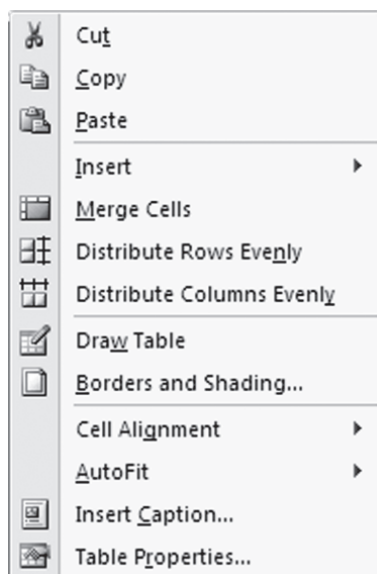 Cut
Copy
Paste
Insert
Merge Cells
Distribute Rows Evenly
Distribute Columns Evenly
Draw Table
Borders and Shading...
Cell Alignment
AutoFit
Insert Caption...
Table Properties...